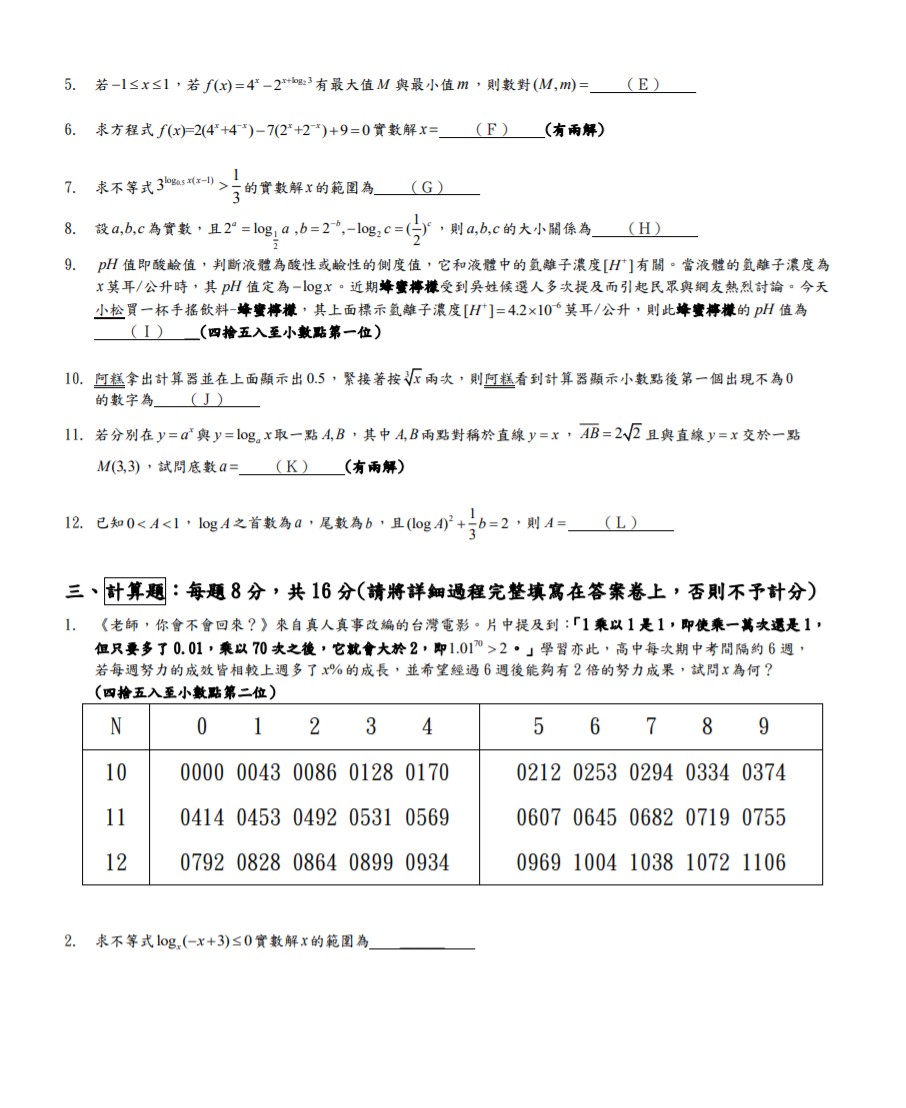 5. 若−1≤x≤1，若 f(x)=4^x−2^{x+log_2 3} 有最大值 M 與最小值 m，則數對(M,m)=（E）
6. 求方程式 f(x)=2(4^x+4^{−x})−7(2^x+2^{−x})+9=0 實數解 x=（F）(有兩解)
7. 求不等式 3^{log_{0.5} x(x−1)} > 1/3 的實數解 x 的範圍為（G）
8. 設 a,b,c 為實數，且 2^a = log_{1/2} a ,b=2^{−b},−log_2 c=(1/2)^c，則 a,b,c 的大小關係為（H）
9. pH 值即酸鹼值，判斷液體為酸性或鹼性的側度值，它和液體中的氫離子濃度[H^+]有關。當液體的氫離子濃度為
x 莫耳/公升時，其 pH 值定為−log x。近期蜂蜜檸檬受到吳姓候選人多次提及而引起民眾與網友熱烈討論。今天
小松買一杯手搖飲料-蜂蜜檸檬，其上面標示氫離子濃度[H^+]=4.2×10^{−6} 莫耳/公升，則此蜂蜜檸檬的 pH 值為
（I）(四捨五入至小數點第一位)
10. 阿糕拿出計算器並在上面顯示出 0.5，緊接著按 ∛x 兩次，則阿糕看到計算器顯示小數點後第一個出現不為 0
的數字為（J）
11. 若分別在 y=a^x 與 y=log_a x 取一點 A,B，其中 A,B 兩點對稱於直線 y=x，AB=2√2 且與直線 y=x 交於一點
M(3,3)，試問底數 a=（K）(有兩解)
12. 已知 0<A<1，log A 之首數為 a，尾數為 b，且(log A)^2+1/3 b=2，則 A=（L）
三、計算題：每題 8 分，共 16 分(請將詳細過程完整填寫在答案卷上，否則不予計分)
1. 《老師，你會不會回來？》來自真人真事改編的台灣電影。片中提及到：「1 乘以 1 是 1，即使乘一萬次還是 1，
但只要多了 0.01，乘以 70 次之後，它就會大於 2，即 1.01^{70}>2。」學習亦此，高中每次期中考間隔約 6 週，
若每週努力的成效皆相較上週多了 x% 的成長，並希望經過 6 週後能夠有 2 倍的努力成果，試問 x 為何？
(四捨五入至小數點第二位)
N 0 1 2 3 4 5 6 7 8 9
10 0000 0043 0086 0128 0170 0212 0253 0294 0334 0374
11 0414 0453 0492 0531 0569 0607 0645 0682 0719 0755
12 0792 0828 0864 0899 0934 0969 1004 1038 1072 1106
2. 求不等式 log_x(−x+3)≤0 實數解 x 的範圍為